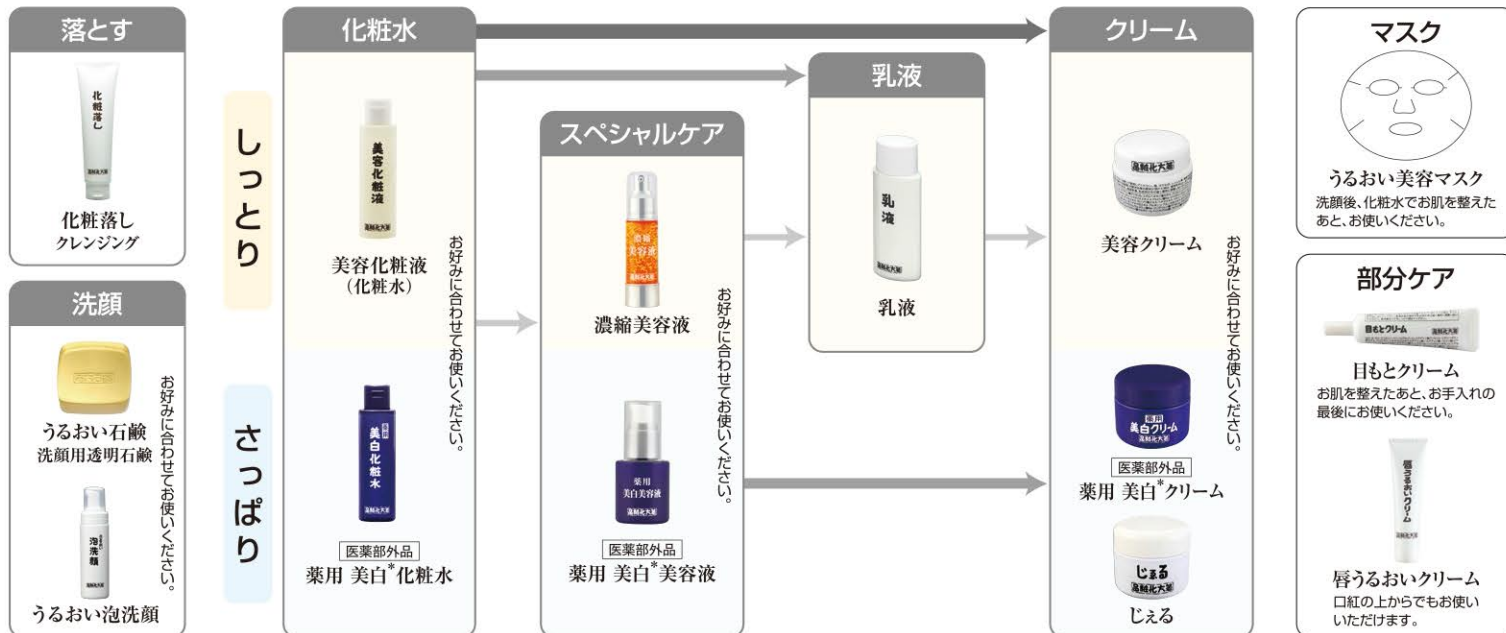 落とす
化粧落し
化粧落し
クレンジング
洗顔
うるおい石鹸
洗顔用透明石鹸
うるおい
泡洗顔
うるおい泡洗顔
お好みに合わせてお使いください。
しっとり
さっぱり
化粧水
美容化粧液
高麗化大耆
美容化粧液
(化粧水)
薬用
美白化粧水
医薬部外品
薬用 美白*化粧水
お好みに合わせてお使いください。
スペシャルケア
濃縮
美容液
濃縮美容液
薬用
美白美容液
医薬部外品
薬用 美白*美容液
お好みに合わせてお使いください。
乳液
乳液
乳液
クリーム
美容クリーム
薬用
美白クリーム
医薬部外品
薬用 美白*クリーム
じぇる
じぇる
お好みに合わせてお使いください。
マスク
うるおい美容マスク
洗顔後、化粧水でお肌を整えた
あと、お使いください。
部分ケア
目もとクリーム
目もとクリーム
お肌を整えたあと、お手入れの
最後にお使いください。
唇うるおいクリーム
唇うるおいクリーム
口紅の上からでもお使い
いただけます。